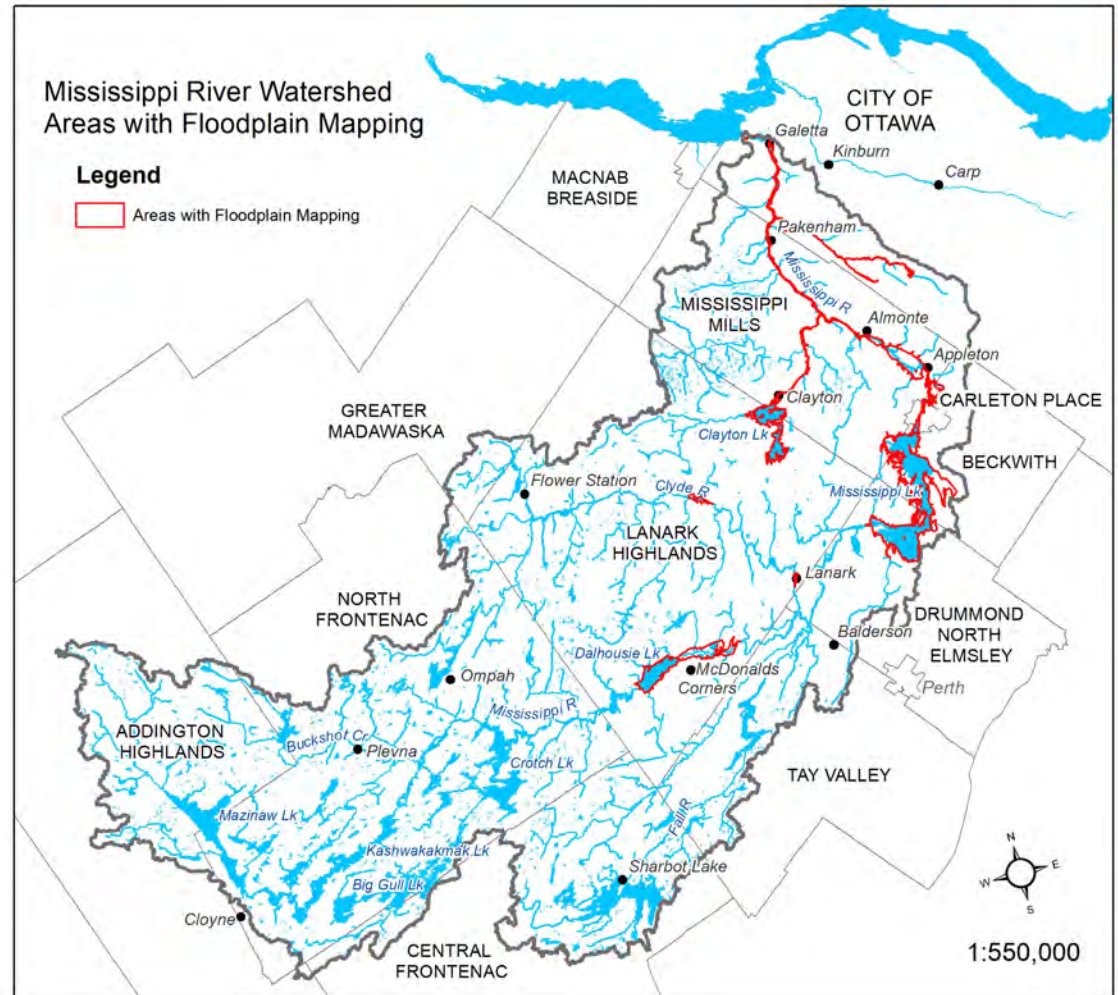 Mississippi River Watershed
Areas with Floodplain Mapping
Legend
Areas with Floodplain Mapping
CITY OF
OTTAWA
Galetta
Kinburn
Carp
MACNAB
BREASIDE
Pakenham
Mississippi R
MISSISSIPPI
MILLS
Almonte
Appleton
Clayton
CARLETON PLACE
GREATER
MADAWASKA
Clayton Lk
BECKWITH
Flower Station
Clyde R
Mississippi Lk
LANARK
HIGHLANDS
Lanark
NORTH
FRONTENAC
DRUMMOND
NORTH
ELMSLEY
Balderson
Dalhousie Lk
McDonalds
Corners
Ompah
Perth
Mississippi R
ADDINGTON
HIGHLANDS
Buckshot Cr
Plevna
Crotch Lk
TAY VALLEY
Mazinaw Lk
Fall R
Kashwakakmak Lk
Sharbot Lake
Big Gull Lk
Cloyne
CENTRAL
FRONTENAC
N
E
W
S
1:550,000